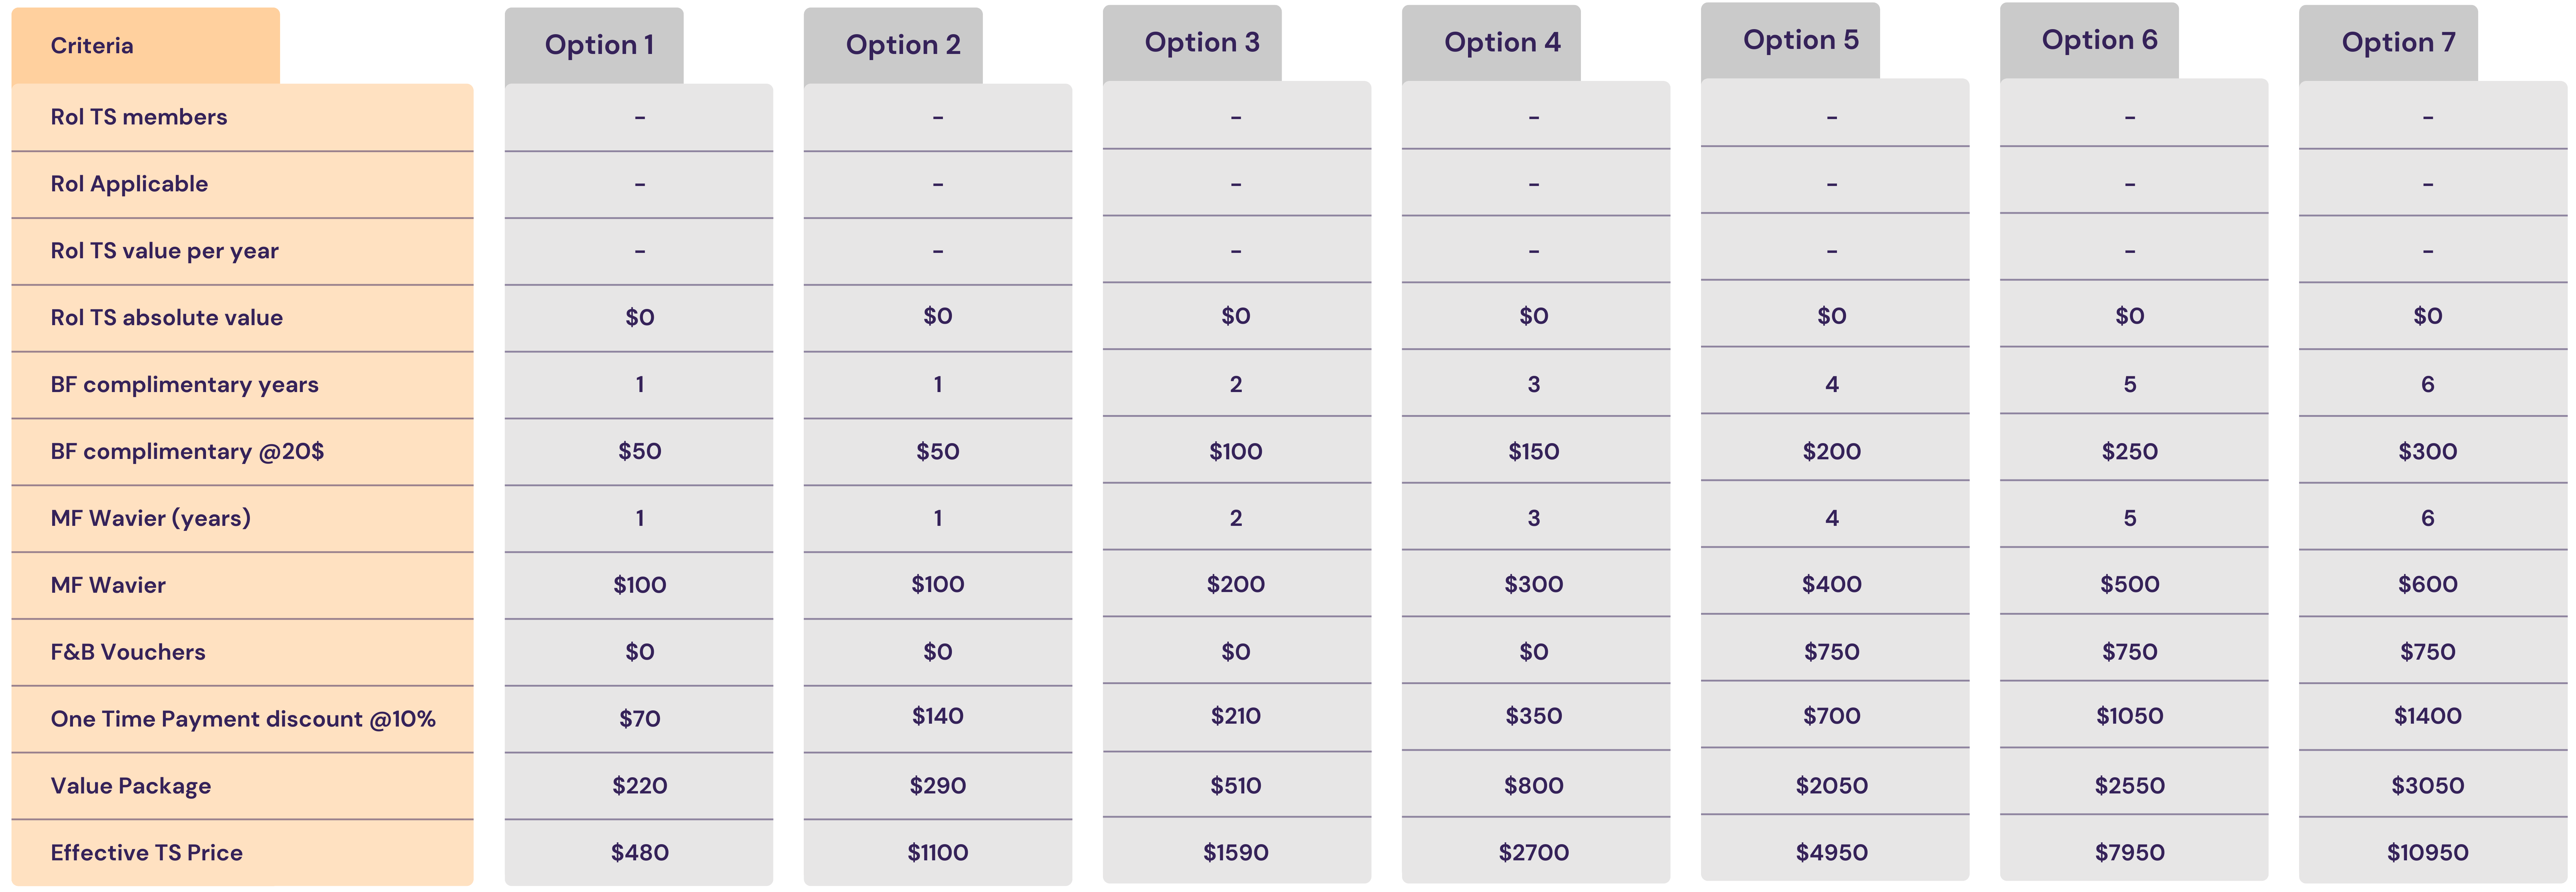 Criteria Option 1 Option 2 Option 3 Option 4 Option 5 Option 6 Option 7
RoI TS members - - - - - - -
RoI Applicable - - - - - - -
RoI TS value per year - - - - - - -
RoI TS absolute value $0 $0 $0 $0 $0 $0 $0
BF complimentary years 1 1 2 3 4 5 6
BF complimentary @20$ $50 $50 $100 $150 $200 $250 $300
MF Wavier (years) 1 1 2 3 4 5 6
MF Wavier $100 $100 $200 $300 $400 $500 $600
F&B Vouchers $0 $0 $0 $0 $750 $750 $750
One Time Payment discount @10% $70 $140 $210 $350 $700 $1050 $1400
Value Package $220 $290 $510 $800 $2050 $2550 $3050
Effective TS Price $480 $1100 $1590 $2700 $4950 $7950 $10950